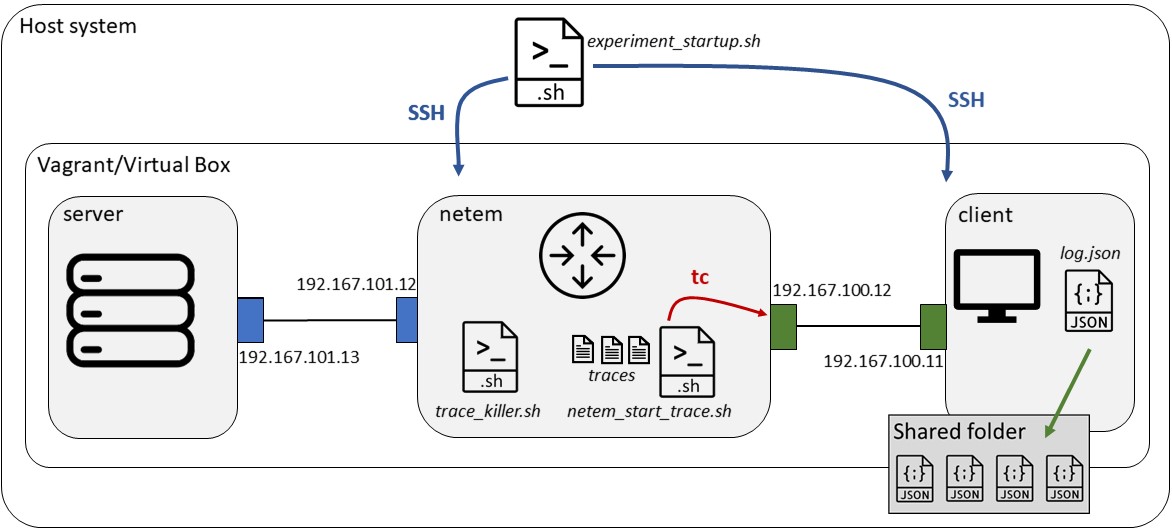 Host system
>_
.sh
experiment_startup.sh
SSH
SSH
Vagrant/Virtual Box
server
netem
client
log.json
{;}
JSON
tc
192.167.101.12
192.167.100.12
192.167.101.13
192.167.100.11
>_
.sh
trace_killer.sh
traces
>_
.sh
netem_start_trace.sh
Shared folder
{;} {;} {;} {;}
JSON JSON JSON JSON